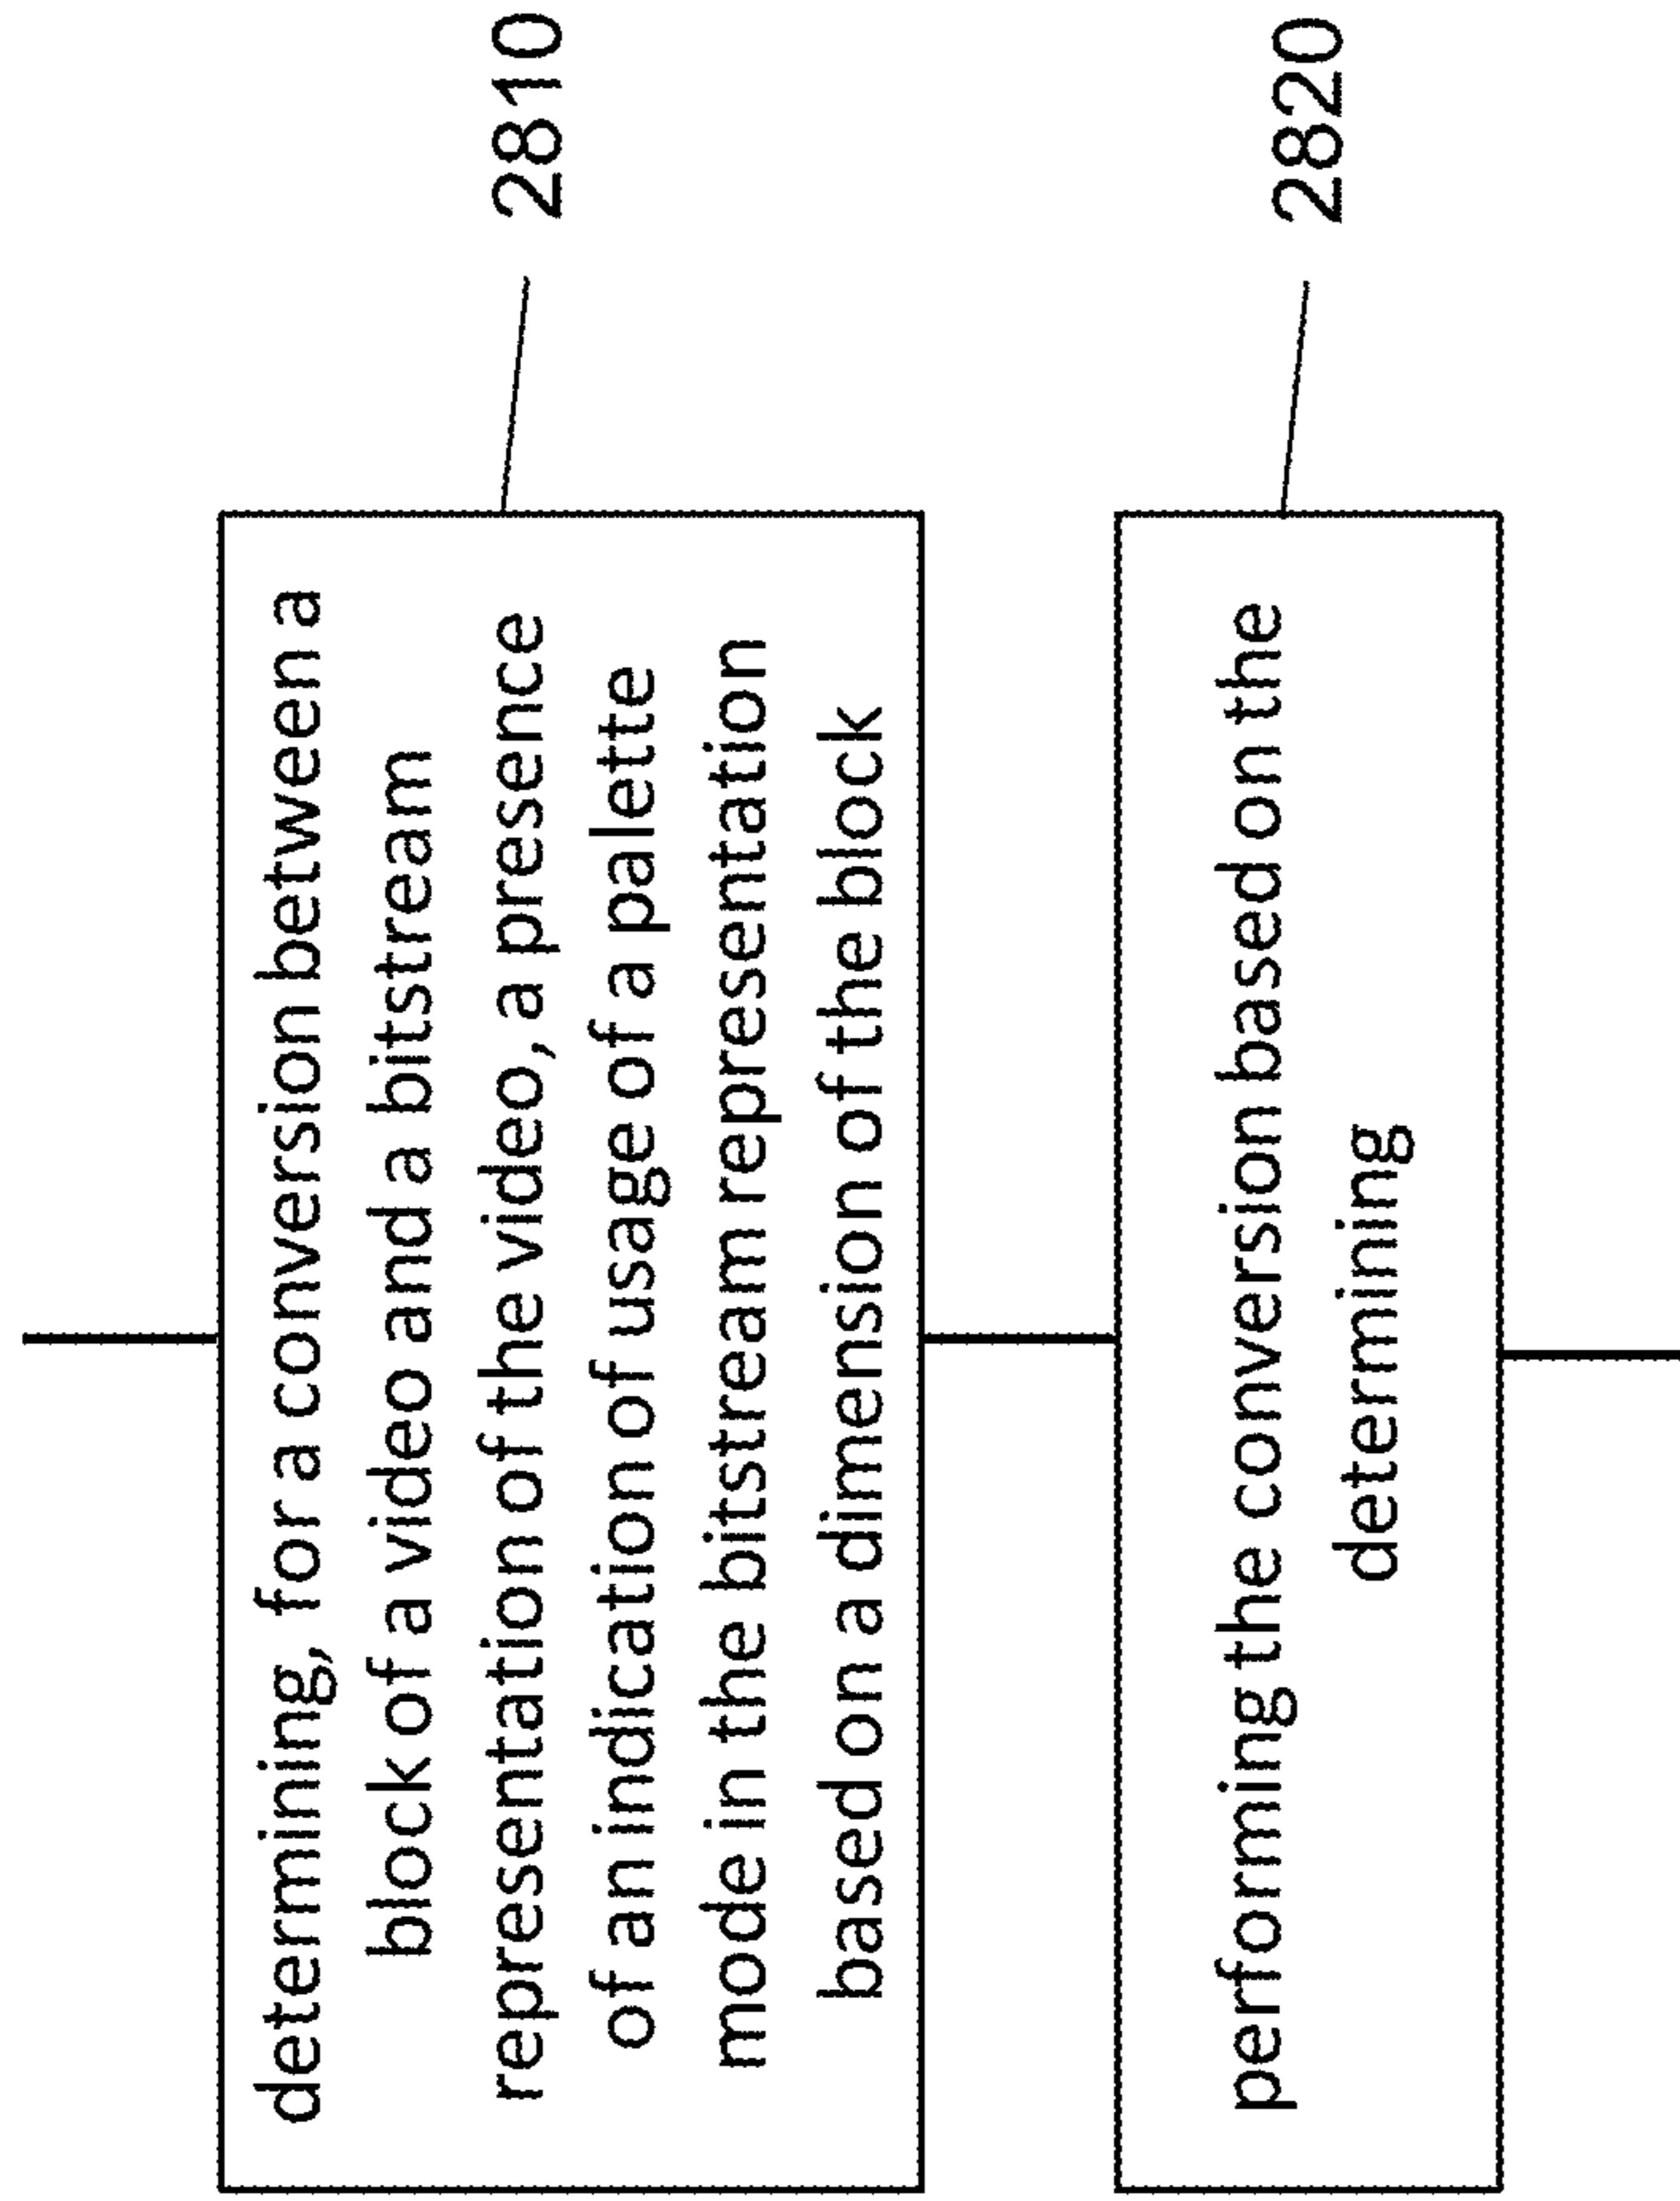 determining, for a conversion between a
block of a video and a bitstream
representation of the video, a presence
of an indication of usage of a palette
mode in the bitstream representation
based on a dimension of the block
2810
performing the conversion based on the
determining
2820